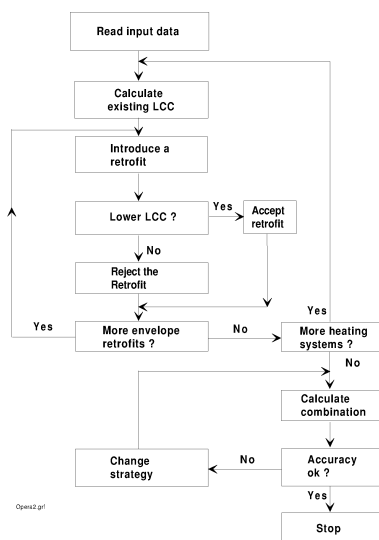 Read input data
Calculate
existing LCC
Introduce a
retrofit
Lower LCC ?
Yes
Accept
retrofit
No
Reject the
Retrofit
Yes
More envelope
retrofits ?
No
Yes
More heating
systems ?
No
Calculate
combination
Change
strategy
No
Accuracy
ok ?
Yes
Opera2.grf
Stop